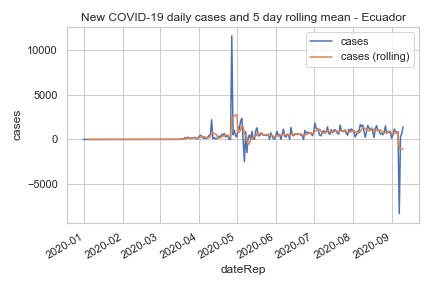 New COVID-19 daily cases and 5 day rolling mean - Ecuador
cases
cases (rolling)
10000
5000
0
−5000
cases
2020-01
2020-02
2020-03
2020-04
2020-05
2020-06
2020-07
2020-08
2020-09
dateRep